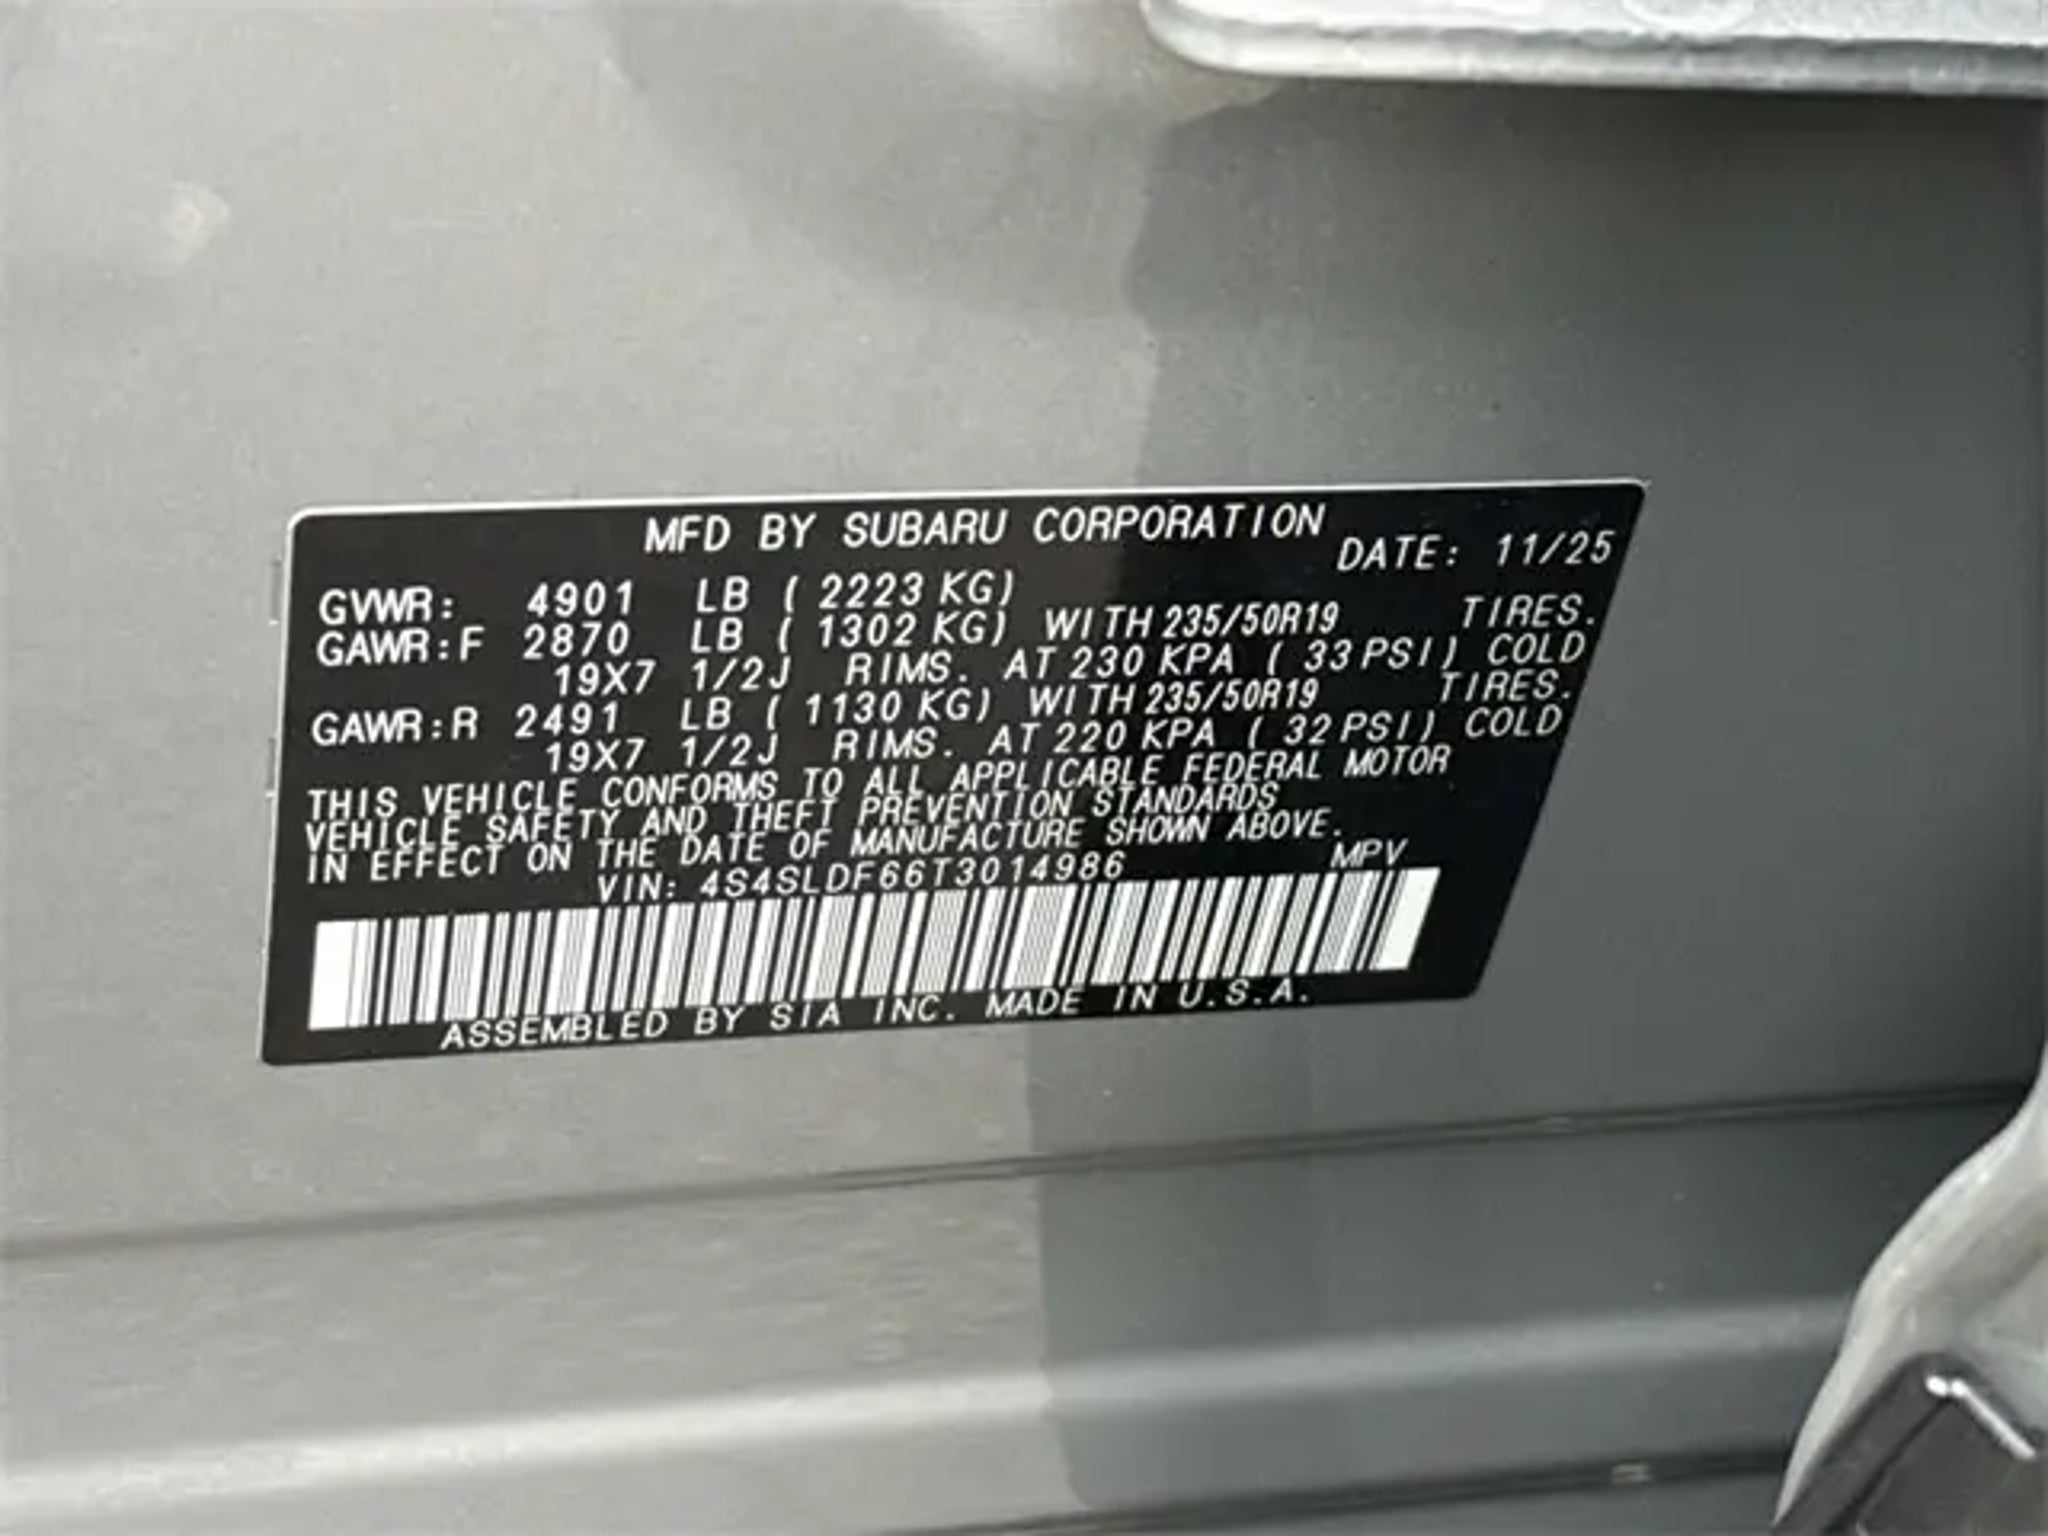 MFD BY SUBARU CORPORATION
DATE: 11/25
GVWR: 4901 LB ( 2223 KG)
GAWR:F 2870 LB ( 1302 KG) WITH 235/50R19 TIRES.
19X7 1/2J RIMS. AT 230 KPA ( 33 PSI) COLD
GAWR:R 2491 LB ( 1130 KG) WITH 235/50R19 TIRES.
19X7 1/2J RIMS. AT 220 KPA ( 32 PSI) COLD
THIS VEHICLE CONFORMS TO ALL APPLICABLE FEDERAL MOTOR
VEHICLE SAFETY AND THEFT PREVENTION STANDARDS
IN EFFECT ON THE DATE OF MANUFACTURE SHOWN ABOVE.
VIN: 4S4SLDF66T3014986 MPV
ASSEMBLED BY SIA INC. MADE IN U.S.A.